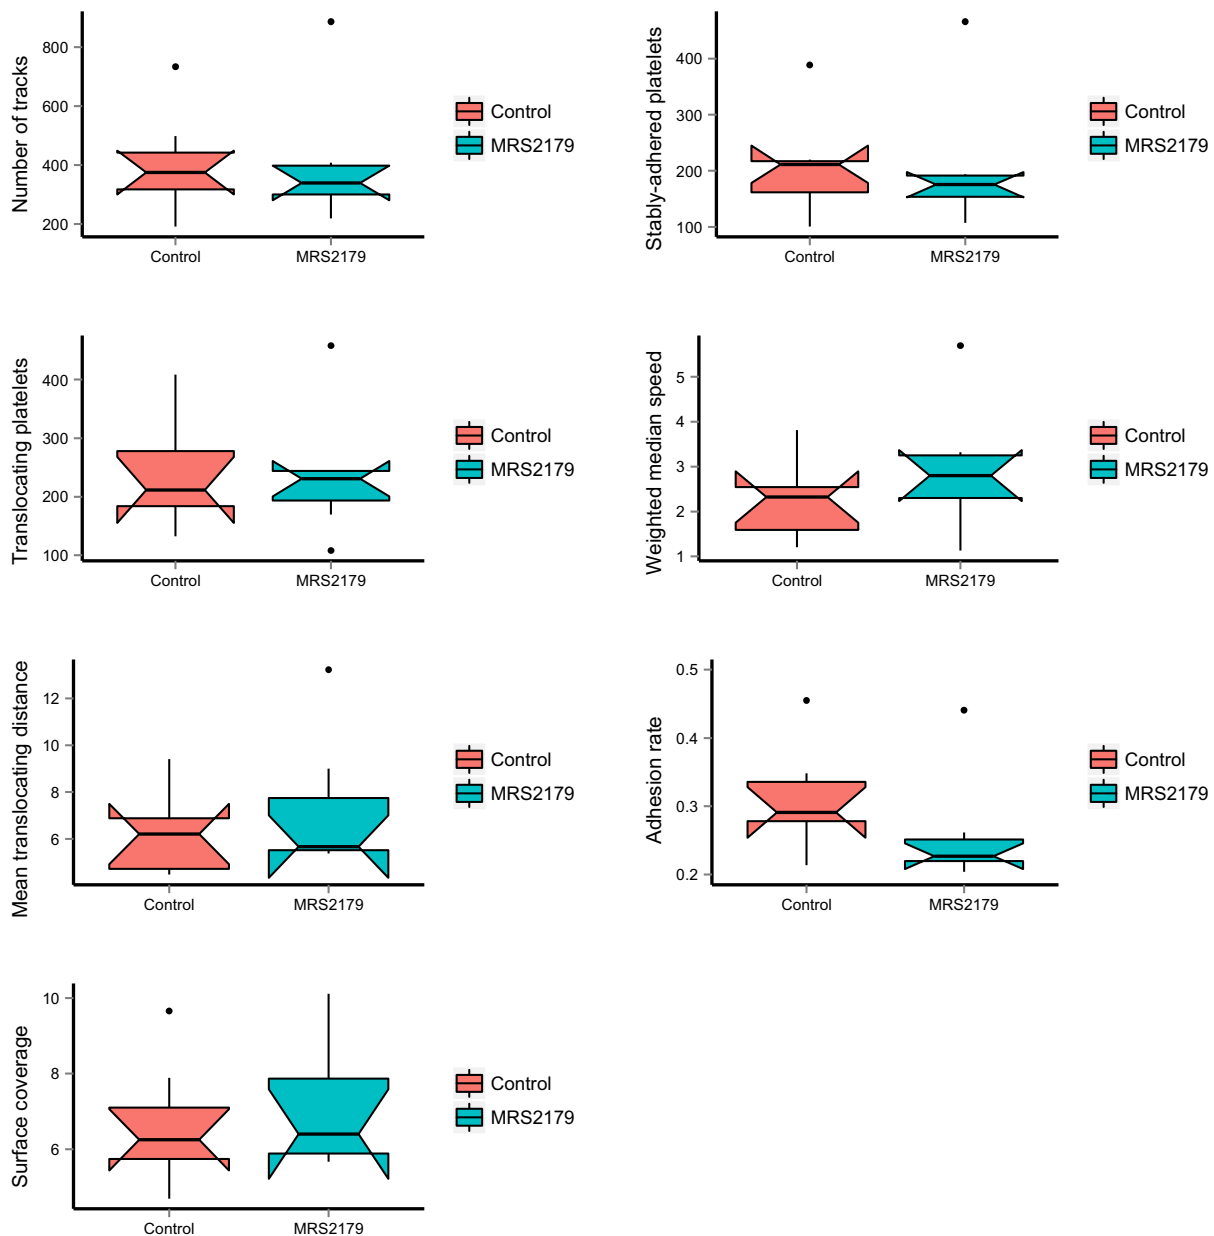 Number of tracks
800
600
400
200
Control
MRS2179
Control
MRS2179
Stably-adhered platelets
400
300
200
100
Control
MRS2179
Control
MRS2179
Translocating platelets
400
300
200
100
Control
MRS2179
Control
MRS2179
Weighted median speed
5
4
3
2
1
Control
MRS2179
Control
MRS2179
Mean translocating distance
12
10
8
6
Control
MRS2179
Control
MRS2179
Adhesion rate
0.5
0.4
0.3
0.2
Control
MRS2179
Control
MRS2179
Surface coverage
10
8
6
Control
MRS2179
Control
MRS2179